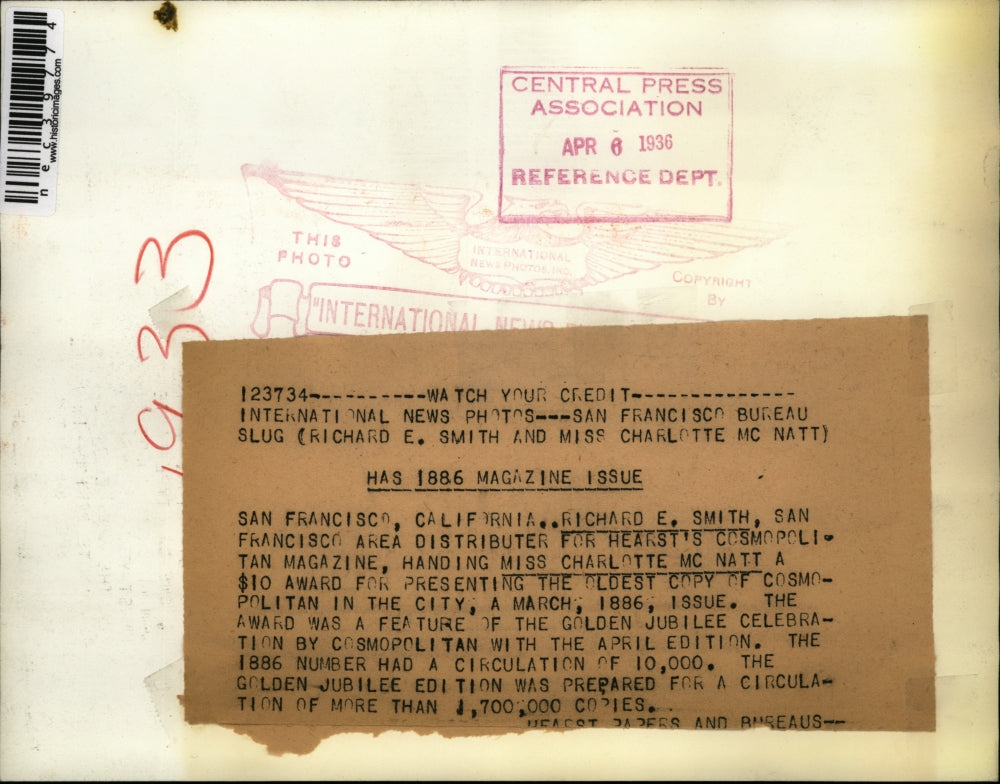 nec39774
www.historicimages.com
CENTRAL PRESS
ASSOCIATION
APR 6 1936
REFERENCE DEPT.
THIS
PHOTO
INTERNATIONAL
NEWS PHOTOS, INC.
COPYRIGHT
BY
"INTERNATIONAL NEWS
1933
123734-----------WATCH YOUR CREDIT---------------
INTERNATIONAL NEWS PHOTOS---SAN FRANCISCO BUREAU
SLUG (RICHARD E. SMITH AND MISS CHARLOTTE MC NATT)
HAS 1886 MAGAZINE ISSUE
SAN FRANCISCO, CALIFORNIA..RICHARD E. SMITH, SAN
FRANCISCO AREA DISTRIBUTER FOR HEARST'S COSMOPOLI-
TAN MAGAZINE, HANDING MISS CHARLOTTE MC NATT A
$10 AWARD FOR PRESENTING THE OLDEST COPY OF COSMO-
POLITAN IN THE CITY, A MARCH, 1886, ISSUE. THE
AWARD WAS A FEATURE OF THE GOLDEN JUBILEE CELEBRA-
TION BY COSMOPOLITAN WITH THE APRIL EDITION. THE
1886 NUMBER HAD A CIRCULATION OF 10,000. THE
GOLDEN JUBILEE EDITION WAS PREPARED FOR A CIRCULA-
TION OF MORE THAN 1,700,000 COPIES.
HEARST PAPERS AND BUREAUS--